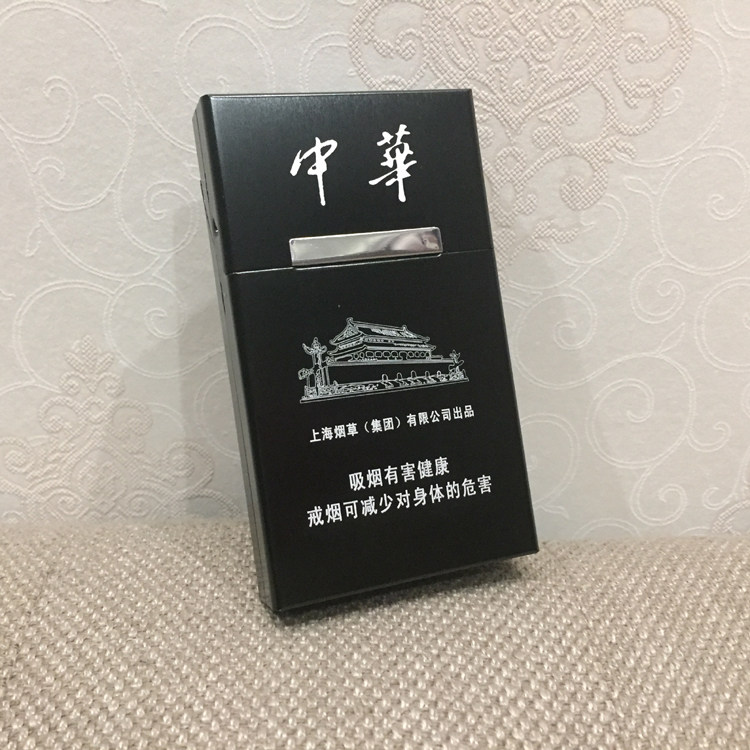 中華
上海烟草（集团）有限公司出品
吸烟有害健康
戒烟可减少对身体的危害